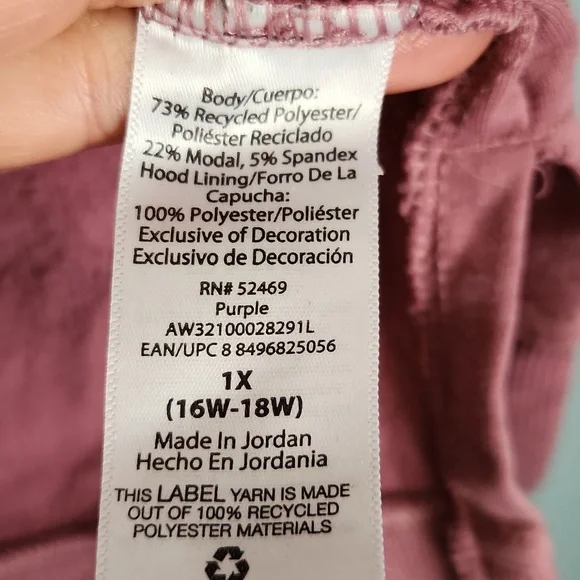 Body/Cuerpo:
73% Recycled Polyester/
Poliéster Reciclado
22% Modal, 5% Spandex
Hood Lining/Forro De La
Capucha:
100% Polyester/Poliéster
Exclusive of Decoration
Exclusivo de Decoración
RN# 52469
Purple
AW32100028291L
EAN/UPC 8 8496825056
1X
(16W-18W)
Made In Jordan
Hecho En Jordania
THIS LABEL YARN IS MADE
OUT OF 100% RECYCLED
POLYESTER MATERIALS